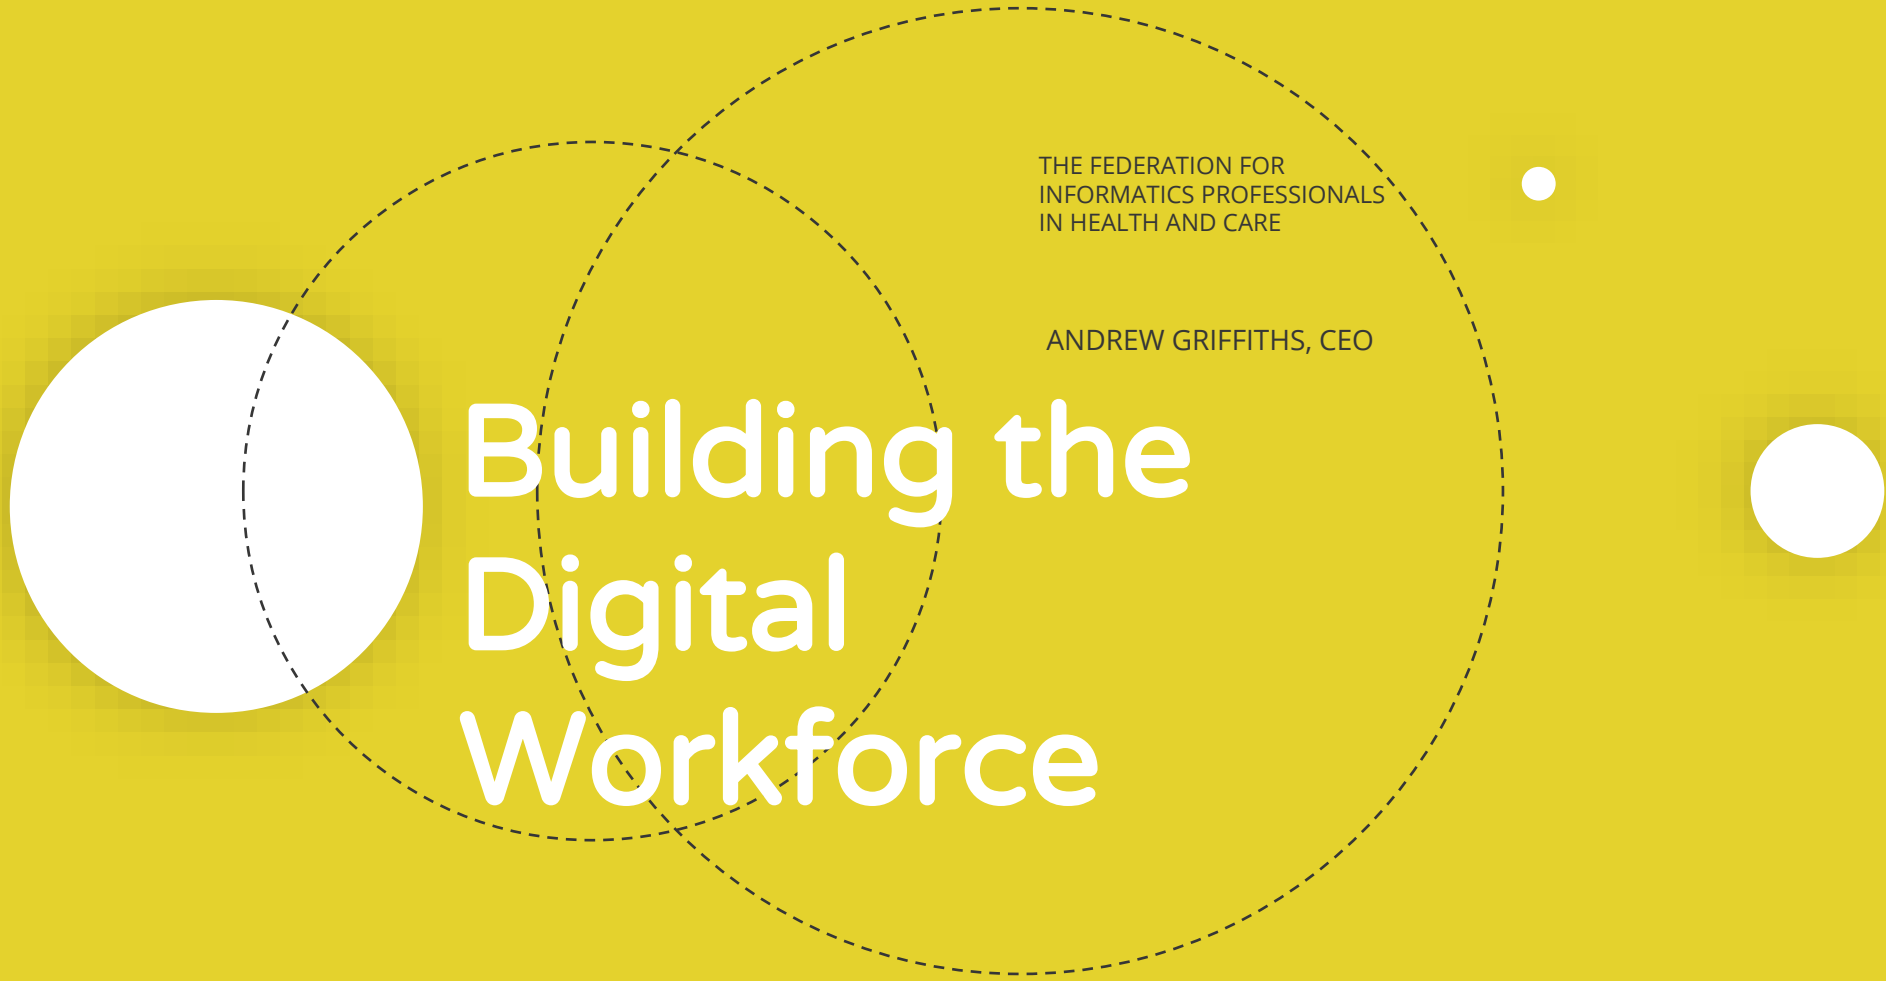 THE FEDERATION FOR
INFORMATICS PROFESSIONALS
IN HEALTH AND CARE
ANDREW GRIFFITHS, CEO
Building the
Digital
Workforce